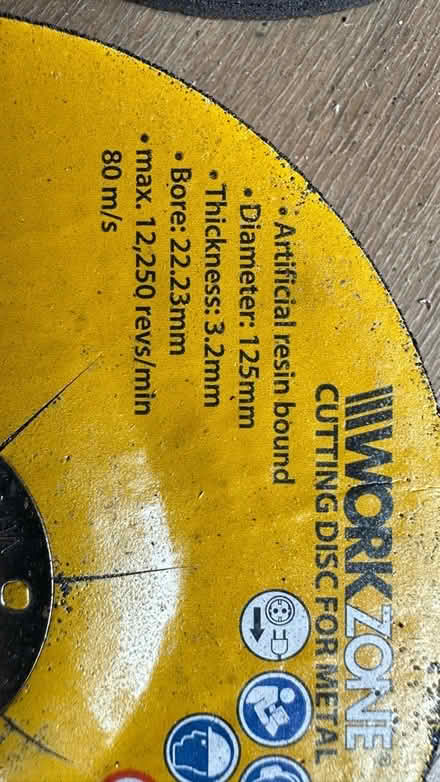 WORKZONE®
CUTTING DISC FOR METAL
• Artificial resin bound
• Diameter: 125mm
• Thickness: 3.2mm
• Bore: 22.23mm
• max. 12,250 revs/min
80 m/s